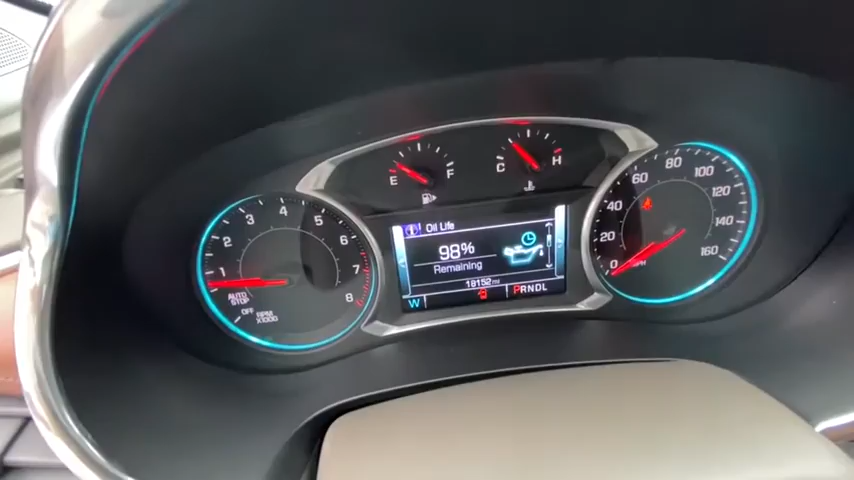 E
F
C
H
Oil Life
98%
Remaining
18152 mi
W
PRNDL
1
2
3
4
5
6
7
8
AUTO
STOP
OFF
RPM
X1000
0
20
40
60
80
100
120
140
160